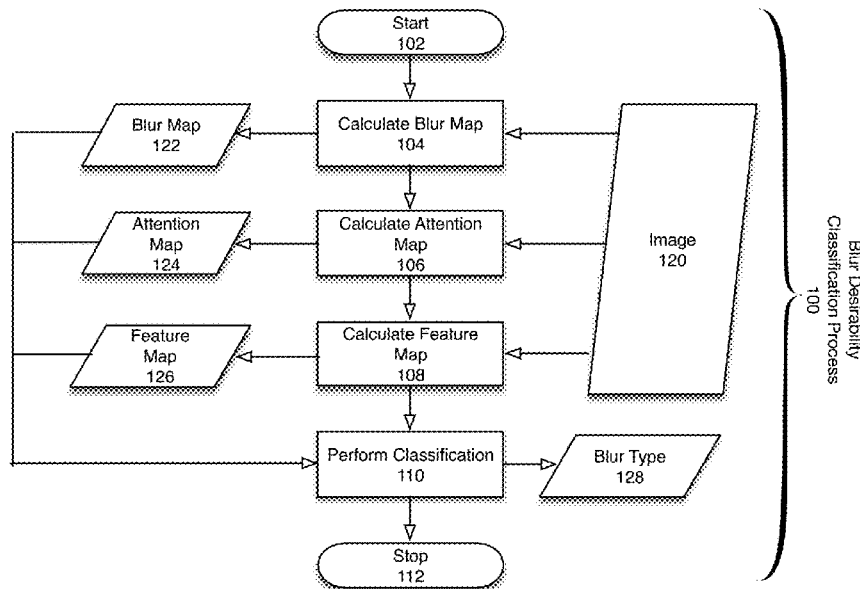 Start
102
Blur Map
122
Calculate Blur Map
104
Attention
Map
124
Calculate Attention
Map
106
Image
120
Feature
Map
126
Calculate Feature
Map
108
Perform Classification
110
Blur Type
128
Stop
112
Blur Desirability
Classification Process
100